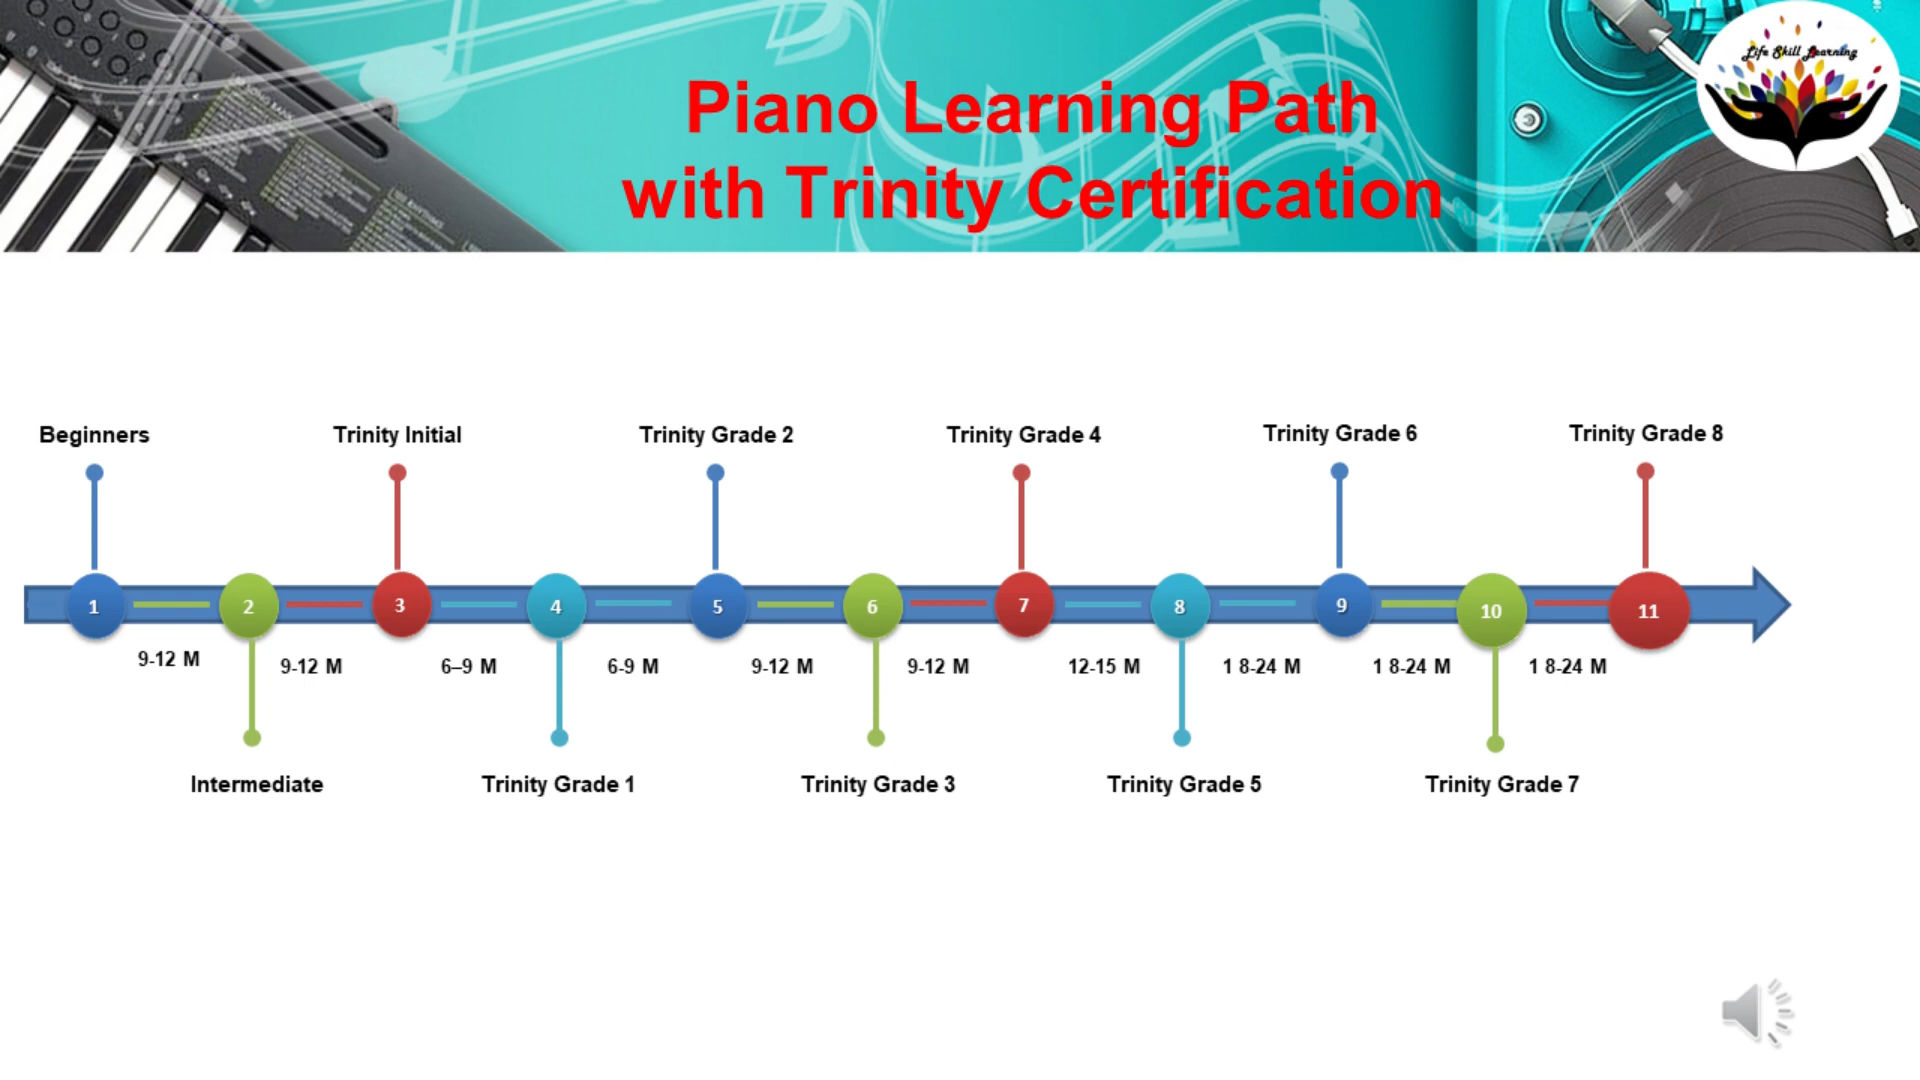 Life Skill Learning
Piano Learning Path
with Trinity Certification
Beginners
Trinity Initial
Trinity Grade 2
Trinity Grade 4
Trinity Grade 6
Trinity Grade 8
1
2
3
4
5
6
7
8
9
10
11
9-12 M
9-12 M
6–9 M
6-9 M
9-12 M
9-12 M
12-15 M
1 8-24 M
1 8-24 M
1 8-24 M
Intermediate
Trinity Grade 1
Trinity Grade 3
Trinity Grade 5
Trinity Grade 7